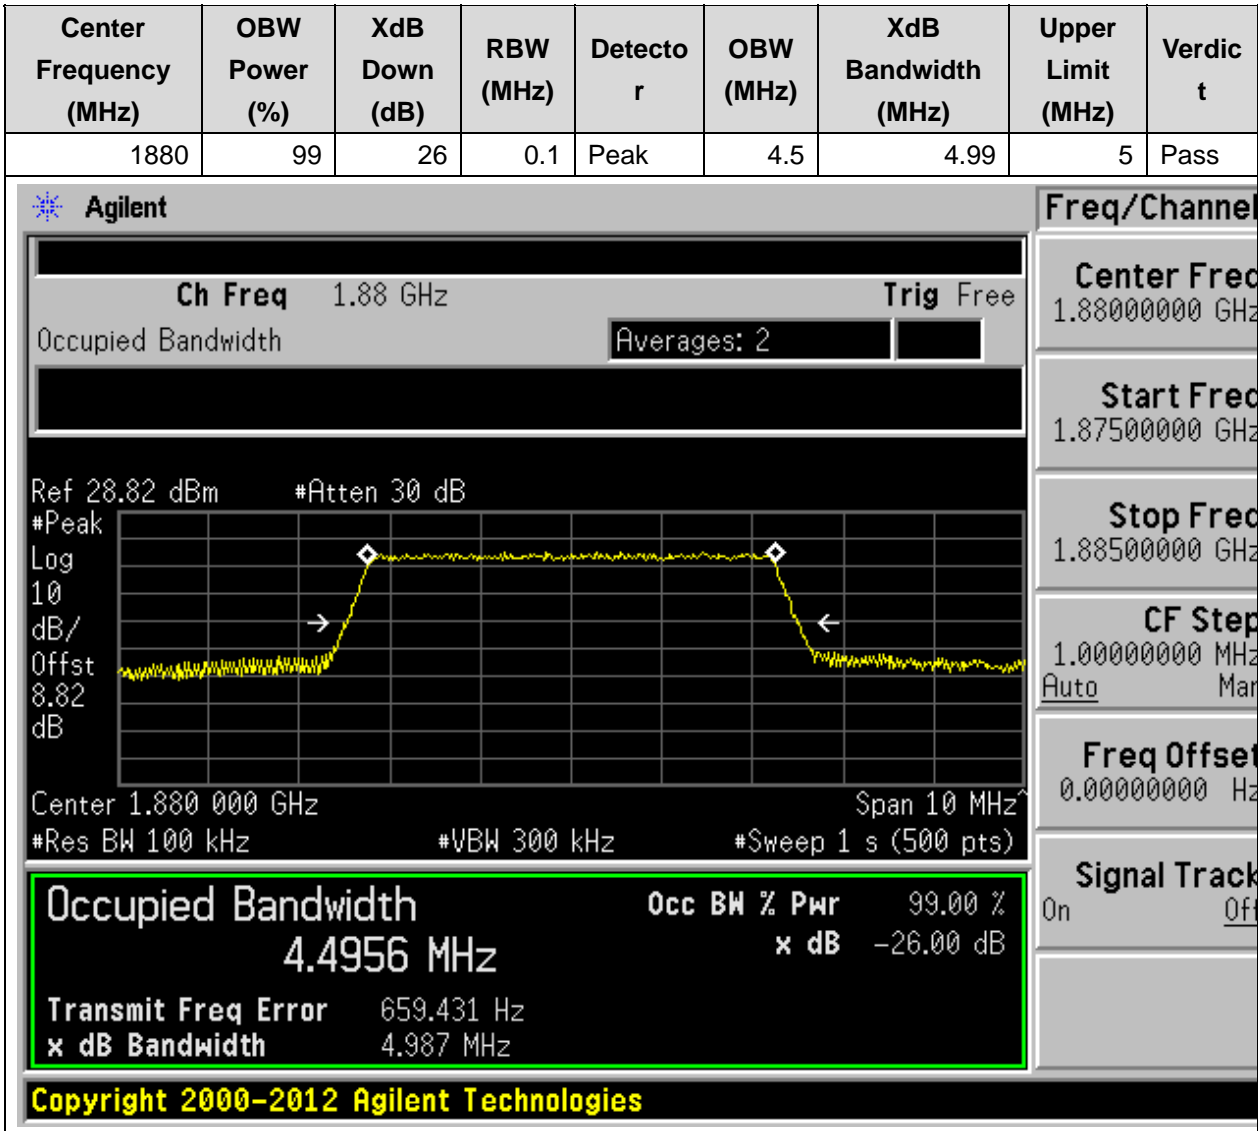 Center Frequency (MHz) OBW Power (%) XdB Down (dB) RBW (MHz) Detector OBW (MHz) XdB Bandwidth (MHz) Upper Limit (MHz) Verdict
1880 99 26 0.1 Peak 4.5 4.99 5 Pass
Agilent
Freq/Channel
Ch Freq 1.88 GHz Trig Free
Occupied Bandwidth Averages: 2
Center Freq
1.88000000 GHz
Start Freq
1.87500000 GHz
Ref 28.82 dBm #Atten 30 dB
#Peak
Log
10
dB/
Offst
8.82
dB
Stop Freq
1.88500000 GHz
CF Step
1.00000000 MHz
Auto Man
Freq Offset
0.00000000 Hz
Center 1.880 000 GHz Span 10 MHz^
#Res BW 100 kHz #VBW 300 kHz #Sweep 1 s (500 pts)
Signal Track
On Off
Occupied Bandwidth Occ BW % Pwr 99.00 %
4.4956 MHz x dB -26.00 dB
Transmit Freq Error 659.431 Hz
x dB Bandwidth 4.987 MHz
Copyright 2000-2012 Agilent Technologies